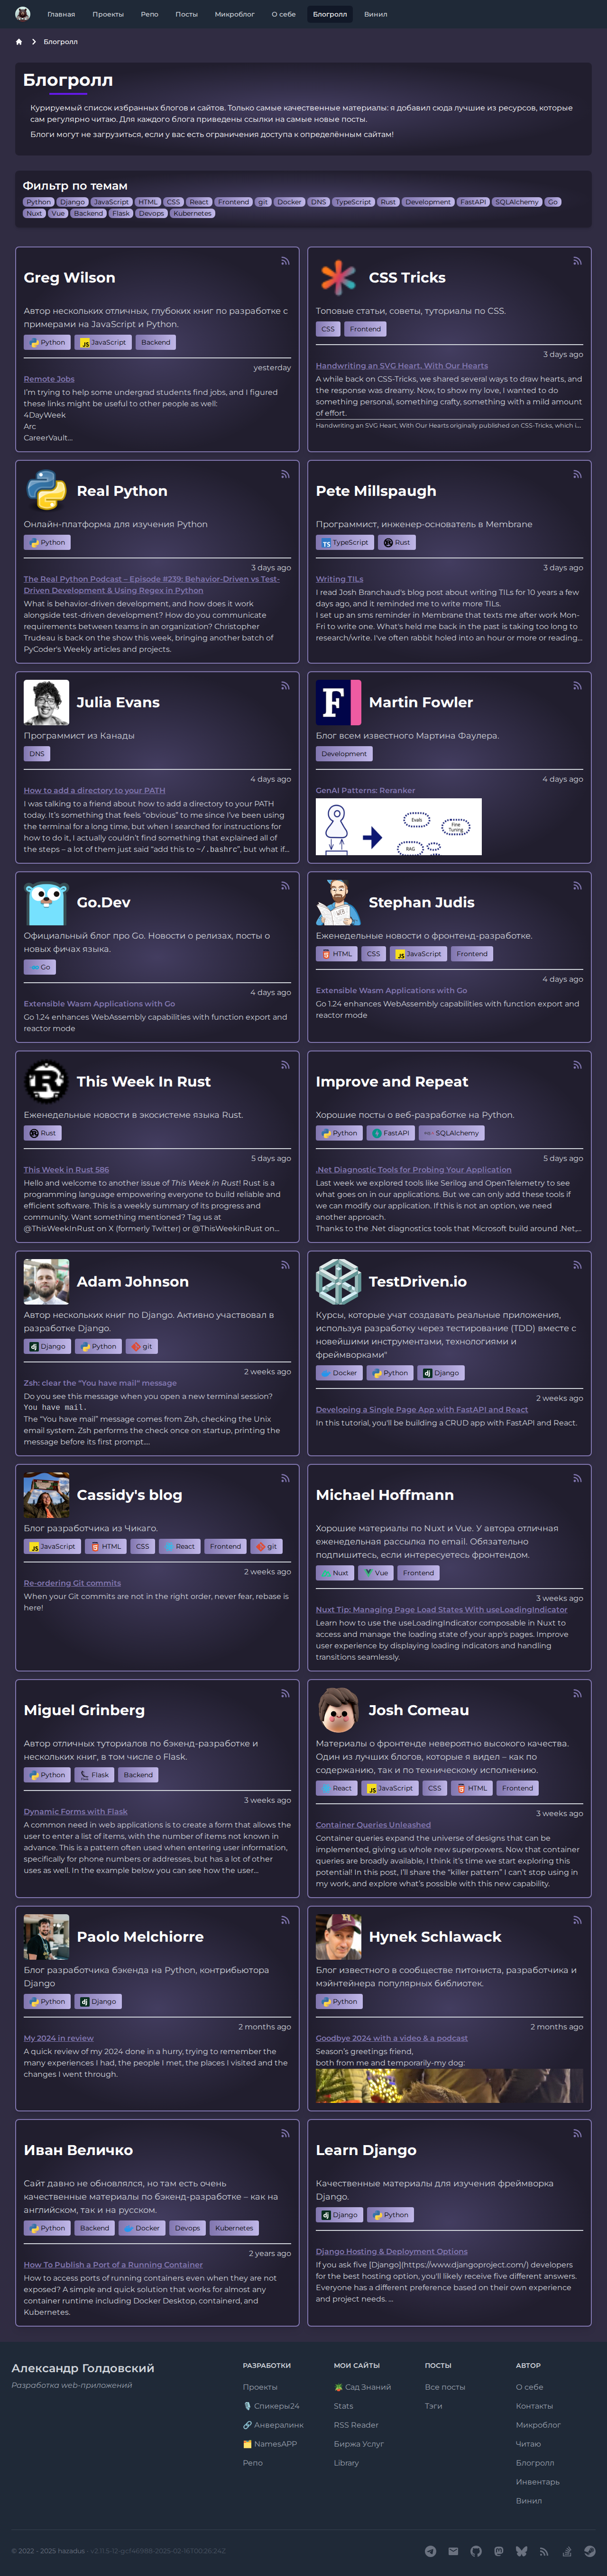 Главная Проекты Репо Посты Микроблог О себе Блогролл Винил
Блогролл
Блогролл
Курируемый список избранных блогов и сайтов. Только самые качественные материалы: я добавил сюда лучшие из ресурсов, которые
сам регулярно читаю. Для каждого блога приведены ссылки на самые новые посты.
Блоги могут не загрузиться, если у вас есть ограничения доступа к определённым сайтам!
Фильтр по темам
Python Django JavaScript HTML CSS React Frontend git Docker DNS TypeScript Rust Development FastAPI SQLAlchemy Go
Nuxt Vue Backend Flask Devops Kubernetes
Greg Wilson
Автор нескольких отличных, глубоких книг по разработке с
примерами на JavaScript и Python.
Python JavaScript Backend
yesterday
Remote Jobs
I’m trying to help some undergrad students find jobs, and I figured
these links might be useful to other people as well:
4DayWeek
Arc
CareerVault...
CSS Tricks
Топовые статьи, советы, туториалы по CSS.
CSS Frontend
3 days ago
Handwriting an SVG Heart, With Our Hearts
A while back on CSS-Tricks, we shared several ways to draw hearts, and
the response was dreamy. Now, to show my love, I wanted to do
something personal, something crafty, something with a mild amount
of effort.
Handwriting an SVG Heart, With Our Hearts originally published on CSS-Tricks, which i...
Real Python
Онлайн-платформа для изучения Python
Python
3 days ago
The Real Python Podcast – Episode #239: Behavior-Driven vs Test-
Driven Development & Using Regex in Python
What is behavior-driven development, and how does it work
alongside test-driven development? How do you communicate
requirements between teams in an organization? Christopher
Trudeau is back on the show this week, bringing another batch of
PyCoder's Weekly articles and projects.
Pete Millspaugh
Программист, инженер-основатель в Membrane
TypeScript Rust
3 days ago
Writing TILs
I read Josh Branchaud's blog post about writing TILs for 10 years a few
days ago, and it reminded me to write more TILs.
I set up an sms reminder in Membrane that texts me after work Mon-
Fri to write one. What's held me back in the past is taking too long to
research/write. I've often rabbit holed into an hour or more or reading...
Julia Evans
Программист из Канады
DNS
4 days ago
How to add a directory to your PATH
I was talking to a friend about how to add a directory to your PATH
today. It’s something that feels “obvious” to me since I’ve been using
the terminal for a long time, but when I searched for instructions for
how to do it, I actually couldn’t find something that explained all of
the steps – a lot of them just said “add this to ~/.bashrc”, but what if...
Martin Fowler
Блог всем известного Мартина Фаулера.
Development
4 days ago
GenAI Patterns: Reranker
Evals
Fine
Tuning
RAG
Go.Dev
Официальный блог про Go. Новости о релизах, посты о
новых фичах языка.
Go
4 days ago
Extensible Wasm Applications with Go
Go 1.24 enhances WebAssembly capabilities with function export and
reactor mode
Stephan Judis
Еженедельные новости о фронтенд-разработке.
HTML CSS JavaScript Frontend
4 days ago
Extensible Wasm Applications with Go
Go 1.24 enhances WebAssembly capabilities with function export and
reactor mode
This Week In Rust
Еженедельные новости в экосистеме языка Rust.
Rust
5 days ago
This Week in Rust 586
Hello and welcome to another issue of This Week in Rust! Rust is a
programming language empowering everyone to build reliable and
efficient software. This is a weekly summary of its progress and
community. Want something mentioned? Tag us at
@ThisWeekInRust on X (formerly Twitter) or @ThisWeekinRust on...
Improve and Repeat
Хорошие посты о веб-разработке на Python.
Python FastAPI SQLAlchemy
5 days ago
.Net Diagnostic Tools for Probing Your Application
Last week we explored tools like Serilog and OpenTelemetry to see
what goes on in our applications. But we can only add these tools if
we can modify our application. If this is not an option, we need
another approach.
Thanks to the .Net diagnostics tools that Microsoft build around .Net,...
Adam Johnson
Автор нескольких книг по Django. Активно участвовал в
разработке Django.
Django Python git
2 weeks ago
Zsh: clear the “You have mail” message
Do you see this message when you open a new terminal session?
You have mail.
The “You have mail” message comes from Zsh, checking the Unix
email system. Zsh performs the check once on startup, printing the
message before its first prompt....
TestDriven.io
Курсы, которые учат создавать реальные приложения,
используя разработку через тестирование (TDD) вместе с
новейшими инструментами, технологиями и
фреймворками"
Docker Python Django
2 weeks ago
Developing a Single Page App with FastAPI and React
In this tutorial, you'll be building a CRUD app with FastAPI and React.
Cassidy's blog
Блог разработчика из Чикаго.
JavaScript HTML CSS React Frontend git
2 weeks ago
Re-ordering Git commits
When your Git commits are not in the right order, never fear, rebase is
here!
Michael Hoffmann
Хорошие материалы по Nuxt и Vue. У автора отличная
еженедельная рассылка по email. Обязательно
подпишитесь, если интересуетесь фронтендом.
Nuxt Vue Frontend
3 weeks ago
Nuxt Tip: Managing Page Load States With useLoadingIndicator
Learn how to use the useLoadingIndicator composable in Nuxt to
access and manage the loading state of your app's pages. Improve
user experience by displaying loading indicators and handling
transitions seamlessly.
Miguel Grinberg
Автор отличных туториалов по бэкенд-разработке и
нескольких книг, в том числе о Flask.
Python Flask Backend
3 weeks ago
Dynamic Forms with Flask
A common need in web applications is to create a form that allows the
user to enter a list of items, with the number of items not known in
advance. This is a pattern often used when entering user information,
specifically for phone numbers or addresses, but has a lot of other
uses as well. In the example below you can see how the user...
Josh Comeau
Материалы о фронтенде невероятно высокого качества.
Один из лучших блогов, которые я видел – как по
содержанию, так и по техническому исполнению.
React JavaScript CSS HTML Frontend
3 weeks ago
Container Queries Unleashed
Container queries expand the universe of designs that can be
implemented, giving us whole new superpowers. Now that container
queries are broadly available, I think it’s time we start exploring this
potential! In this post, I’ll share the “killer pattern” I can’t stop using in
my work, and explore what’s possible with this new capability.
Paolo Melchiorre
Блог разработчика бэкенда на Python, контрибьютора
Django
Python Django
2 months ago
My 2024 in review
A quick review of my 2024 done in a hurry, trying to remember the
many experiences I had, the people I met, the places I visited and the
changes I went through.
Hynek Schlawack
Блог известного в сообществе питониста, разработчика и
мэйнтейнера популярных библиотек.
Python
2 months ago
Goodbye 2024 with a video & a podcast
Season’s greetings friend,
both from me and temporarily-my dog:
Иван Величко
Сайт давно не обновлялся, но там есть очень
качественные материалы по бэкенд-разработке – как на
английском, так и на русском.
Python Backend Docker Devops Kubernetes
2 years ago
How To Publish a Port of a Running Container
How to access ports of running containers even when they are not
exposed? A simple and quick solution that works for almost any
container runtime including Docker Desktop, containerd, and
Kubernetes.
Learn Django
Качественные материалы для изучения фреймворка
Django.
Django Python
Django Hosting & Deployment Options
If you ask five [Django](https://www.djangoproject.com/) developers
for the best hosting option, you'll likely receive five different answers.
Everyone has a different preference based on their own experience
and project needs. ...
Александр Голдовский
Разработка web-приложений
РАЗРАБОТКИ
Проекты
Спикеры24
Анвералинк
NamesAPP
Репо
МОИ САЙТЫ
Сад Знаний
Stats
RSS Reader
Биржа Услуг
Library
ПОСТЫ
Все посты
Тэги
АВТОР
О себе
Контакты
Микроблог
Читаю
Блогролл
Инвентарь
Винил
© 2022 - 2025 hazadus